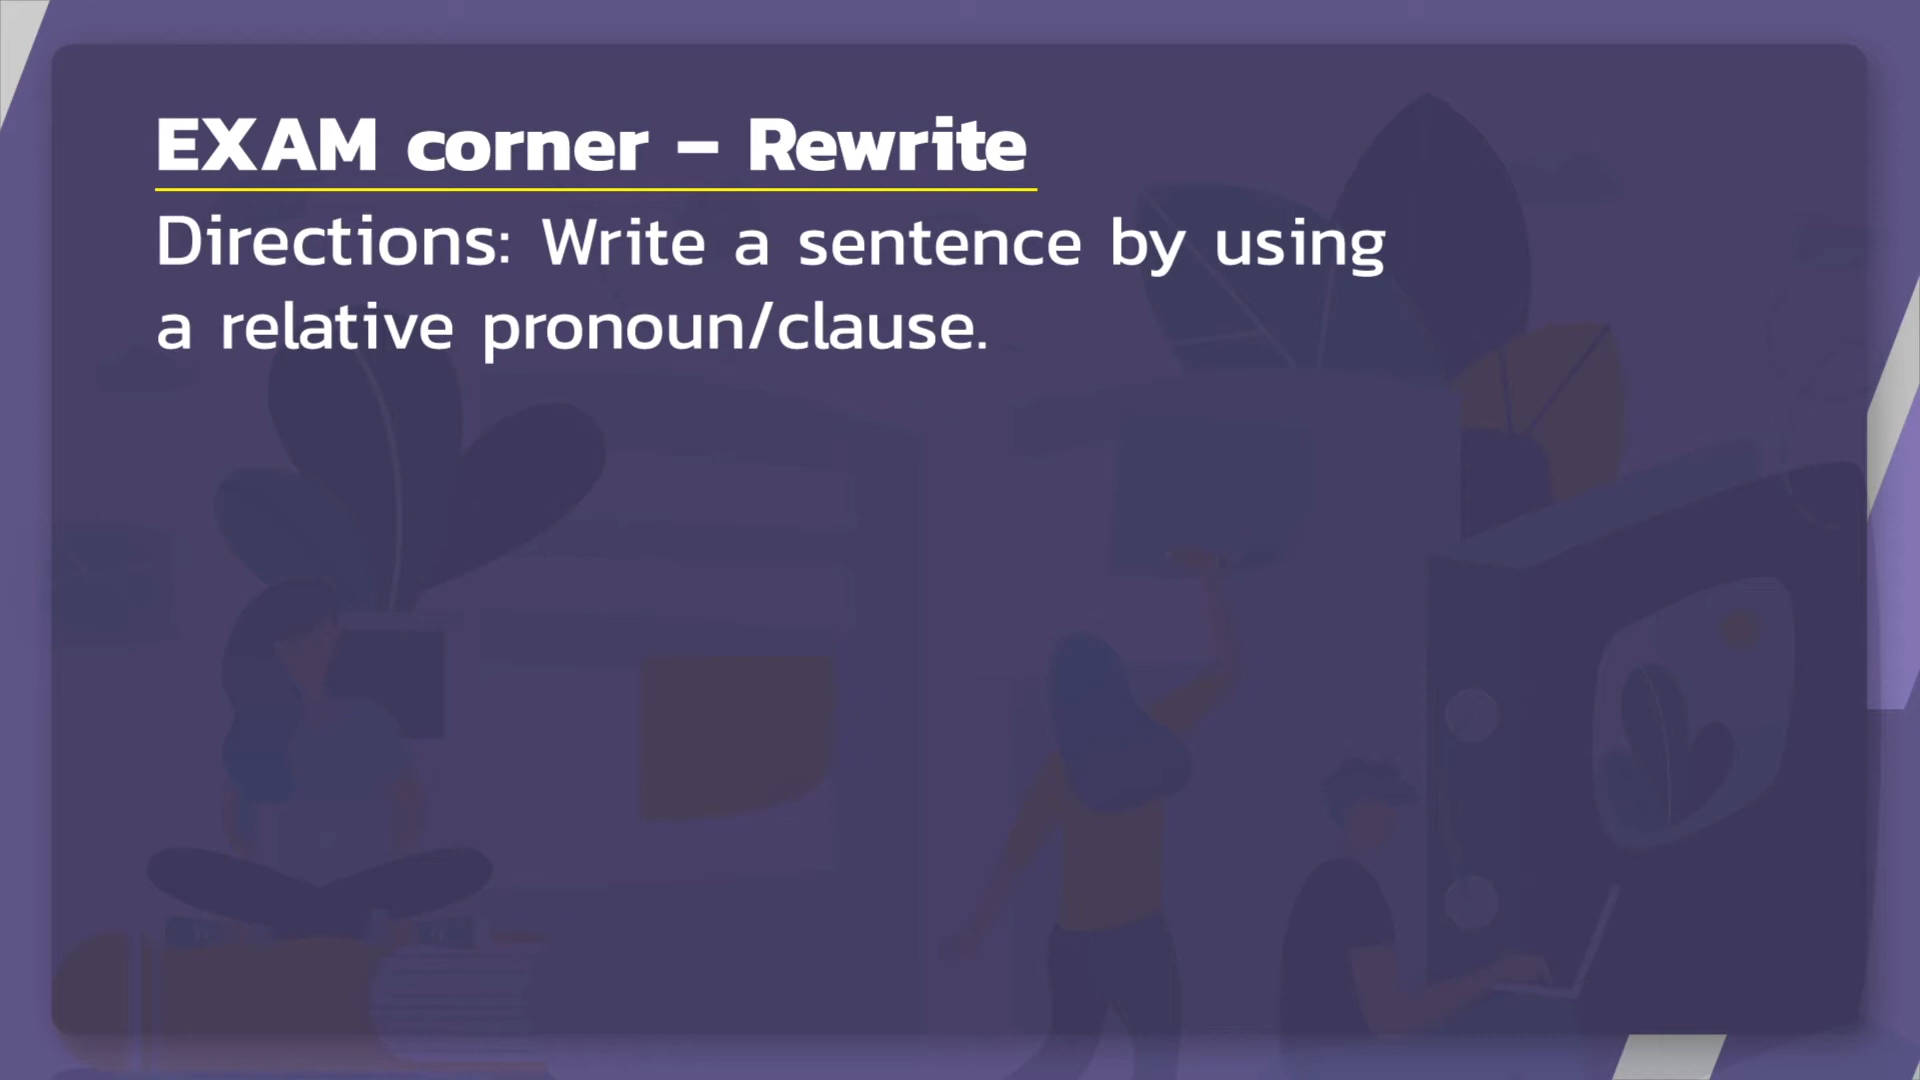 EXAM corner – Rewrite
Directions: Write a sentence by using
a relative pronoun/clause.